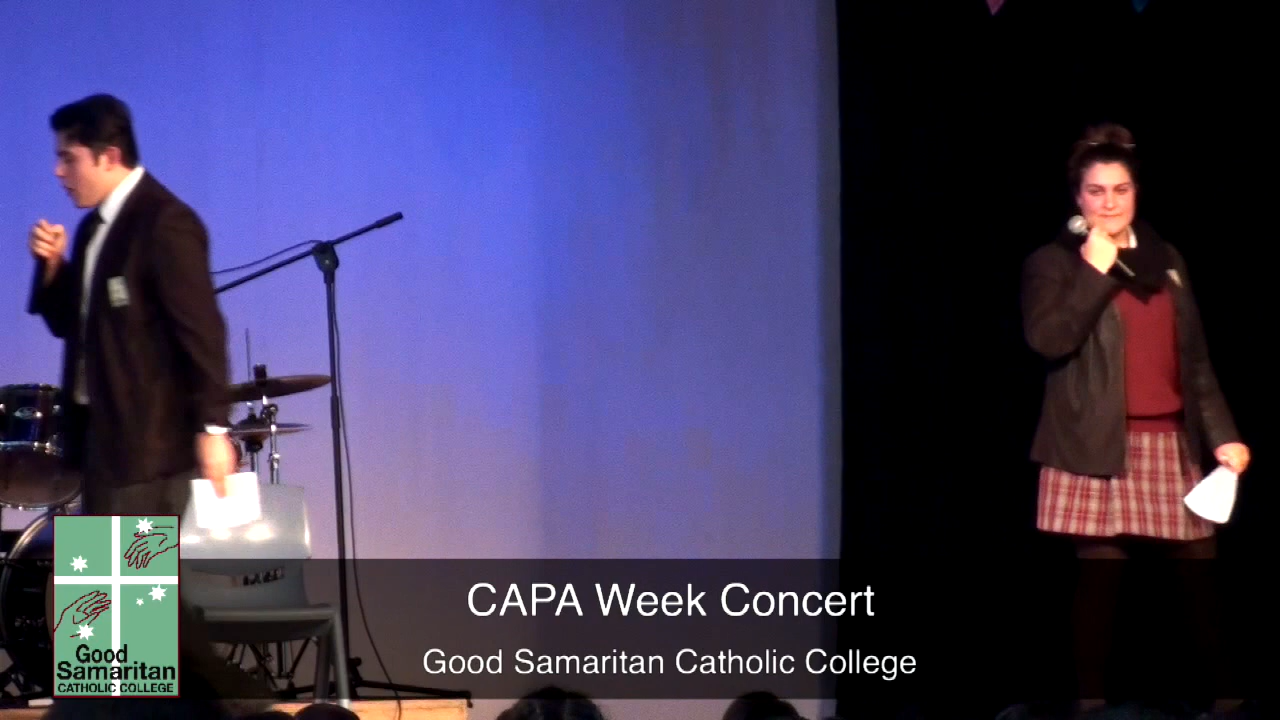 CAPA Week Concert
Good Samaritan Catholic College
Good
Samaritan
CATHOLIC COLLEGE